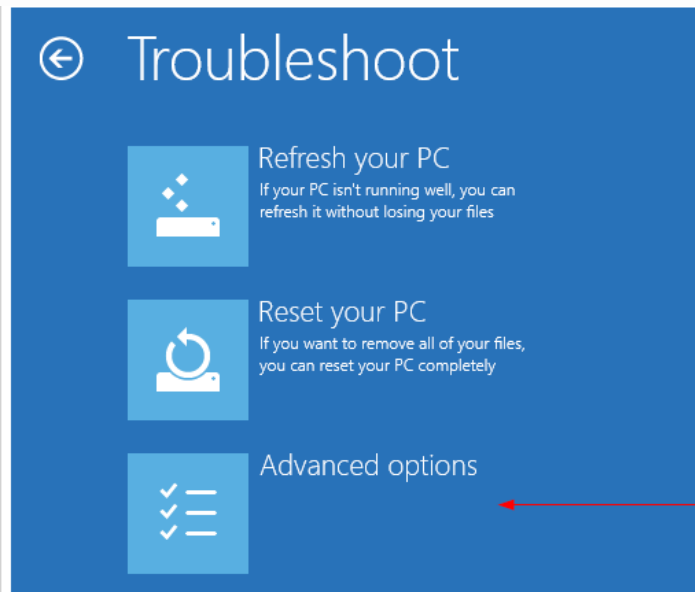 Troubleshoot
Refresh your PC
If your PC isn't running well, you can
refresh it without losing your files
Reset your PC
If you want to remove all of your files,
you can reset your PC completely
Advanced options